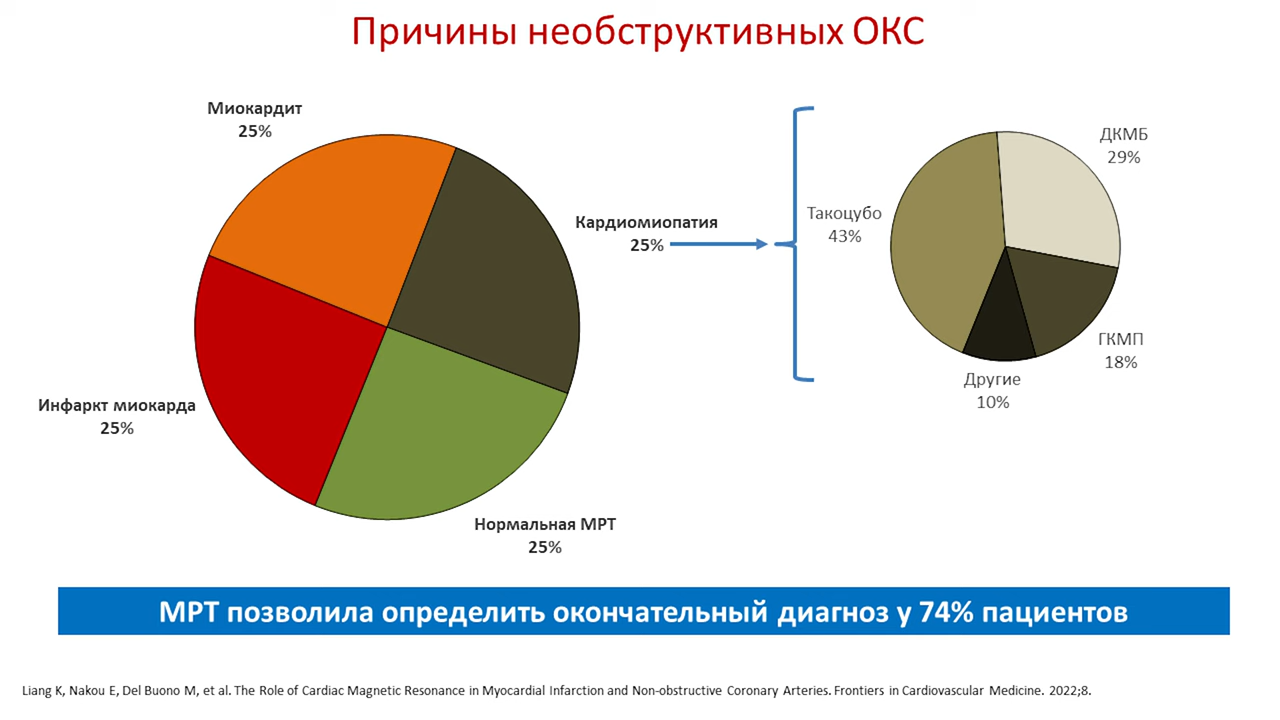 Причины необструктивных ОКС
Миокардит
25%
Кардиомиопатия
25%
Инфаркт миокарда
25%
Нормальная МРТ
25%
Такоцубо
43%
ДКМБ
29%
ГКМП
18%
Другие
10%
МРТ позволила определить окончательный диагноз у 74% пациентов
Liang K, Nakou E, Del Buono M, et al. The Role of Cardiac Magnetic Resonance in Myocardial Infarction and Non-obstructive Coronary Arteries. Frontiers in Cardiovascular Medicine. 2022;8.